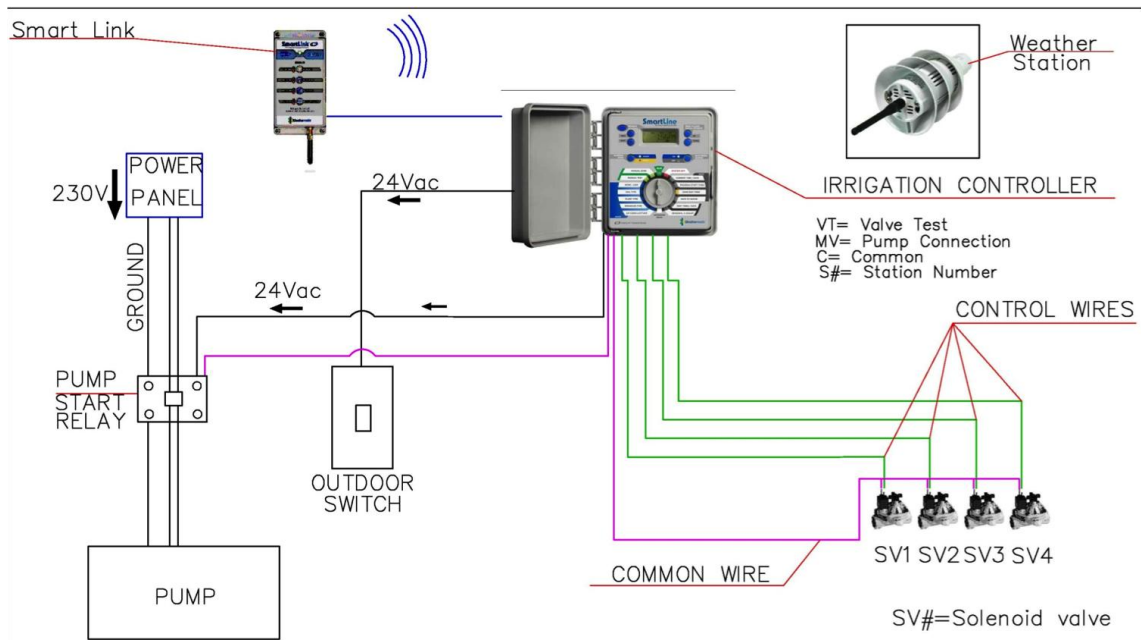 Smart Link
SmartLink
Weather
Station
SmartLine
POWER
PANEL
230V
24Vac
IRRIGATION CONTROLLER
VT= Valve Test
MV= Pump Connection
C= Common
S#= Station Number
GROUND
24Vac
CONTROL WIRES
PUMP
START
RELAY
OUTDOOR
SWITCH
SV1 SV2 SV3 SV4
COMMON WIRE
PUMP
SV#=Solenoid valve